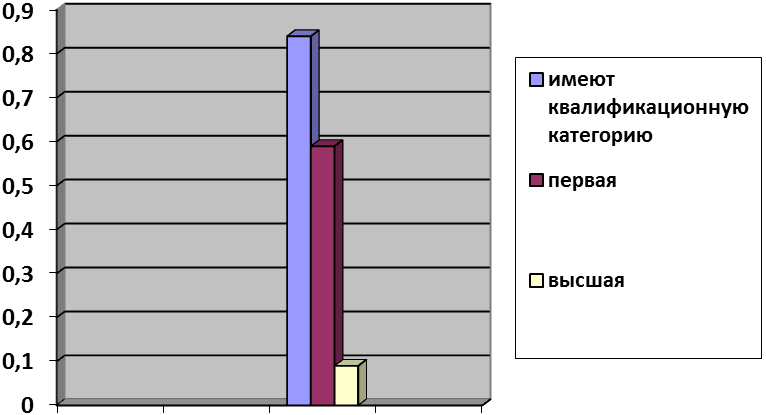 0,9
0,8
0,7
0,6
0,5
0,4
0,3
0,2
0,1
0
имеют
квалификационную
категорию
первая
высшая